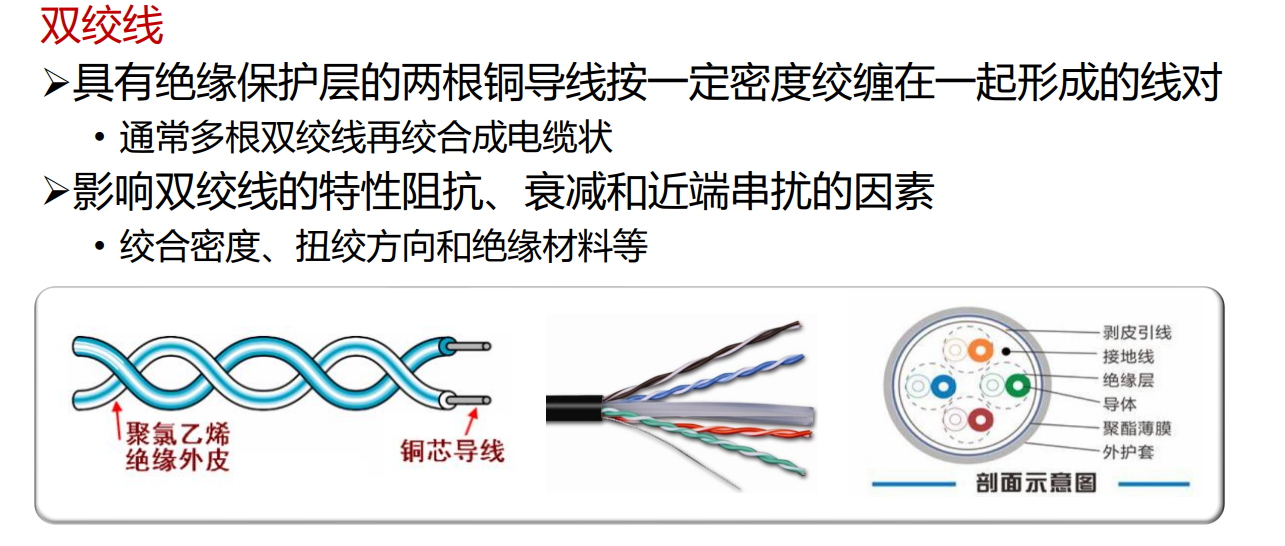 双绞线
➢具有绝缘保护层的两根铜导线按一定密度绞缠在一起形成的线对
• 通常多根双绞线再绞合成电缆状
➢影响双绞线的特性阻抗、衰减和近端串扰的因素
• 绞合密度、扭绞方向和绝缘材料等
聚氯乙烯
绝缘外皮
铜芯导线
剥皮引线
接地线
绝缘层
导体
聚酯薄膜
外护套
剖面示意图